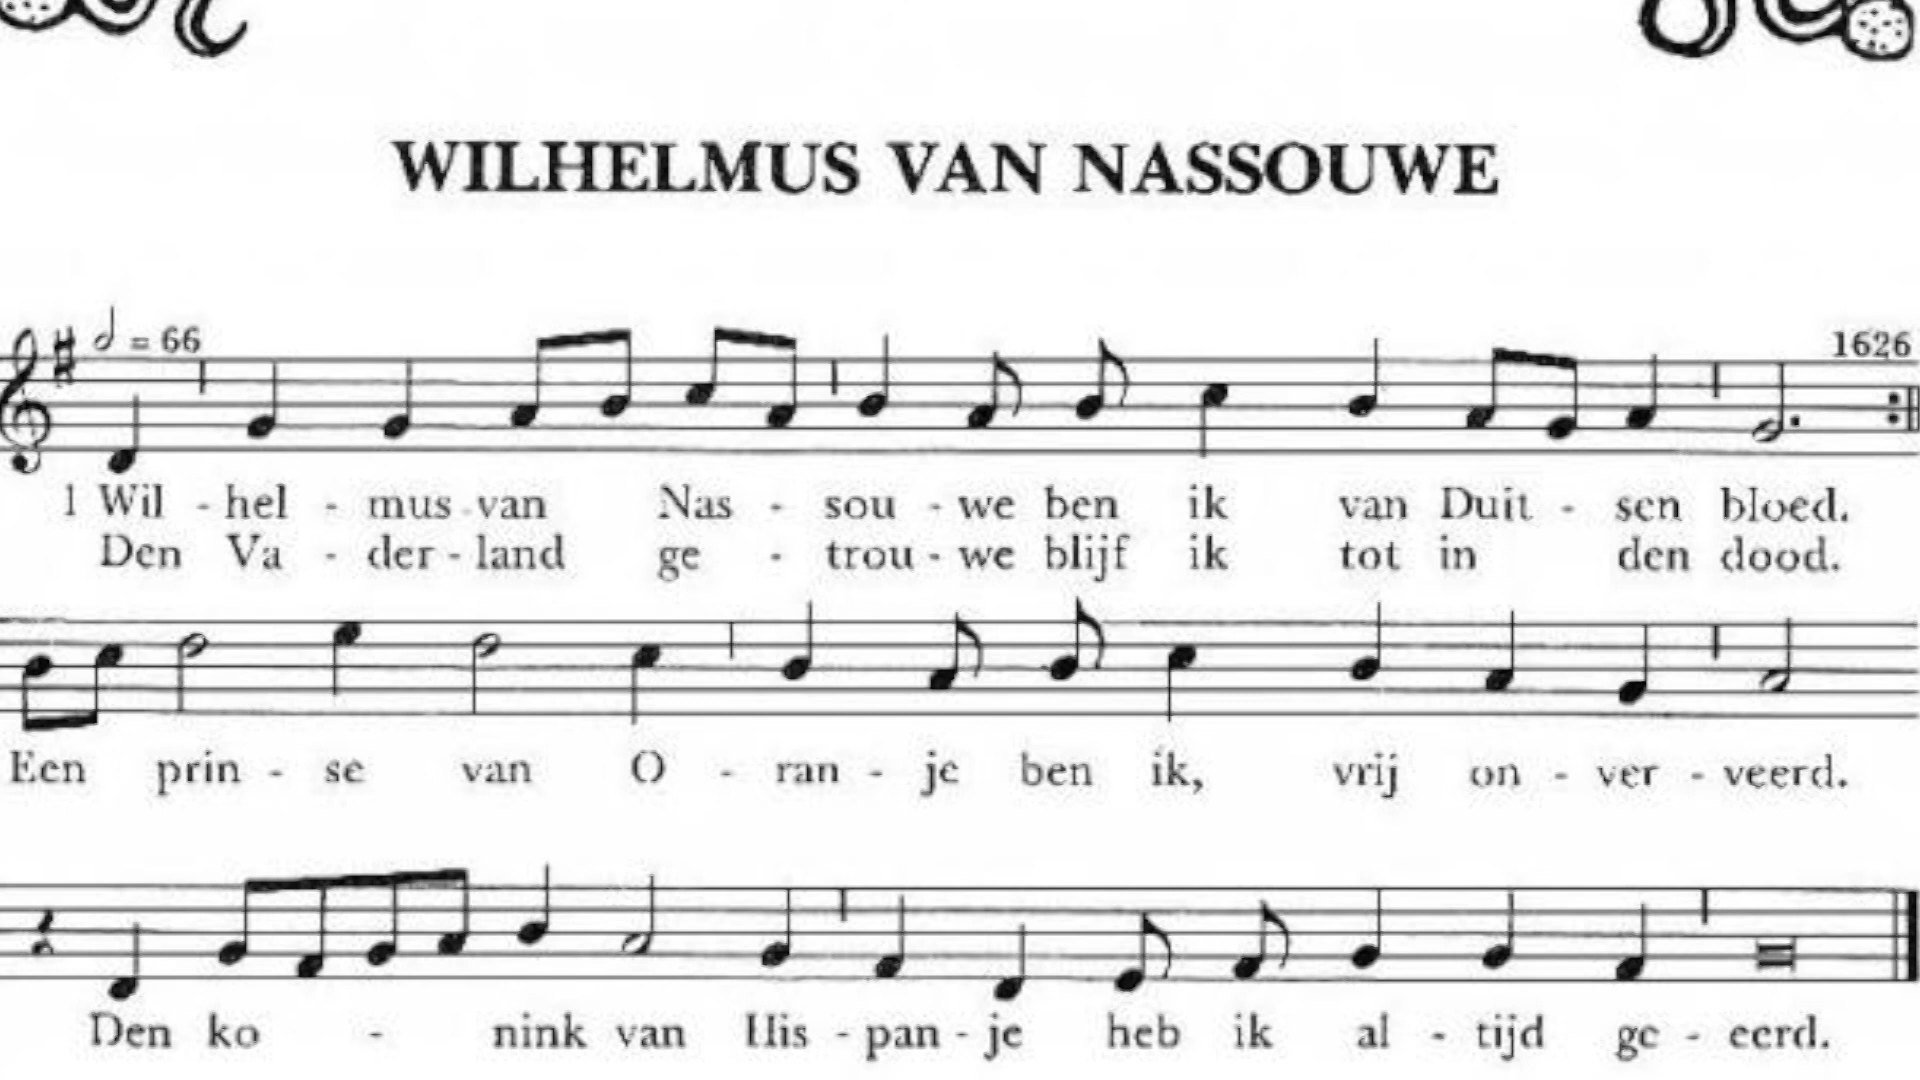 WILHELMUS VAN NASSOUWE
= 66
1626
1 Wil - hel - mus - van Nas - sou - we ben ik van Duit - sen bloed.
Den Va - der - land ge - trou - we blijf ik tot in den dood.
Een prin - se van O - ran - je ben ik, vrij on - ver - veerd.
Den ko - nink van His - pan - je heb ik al - tijd ge - eerd.